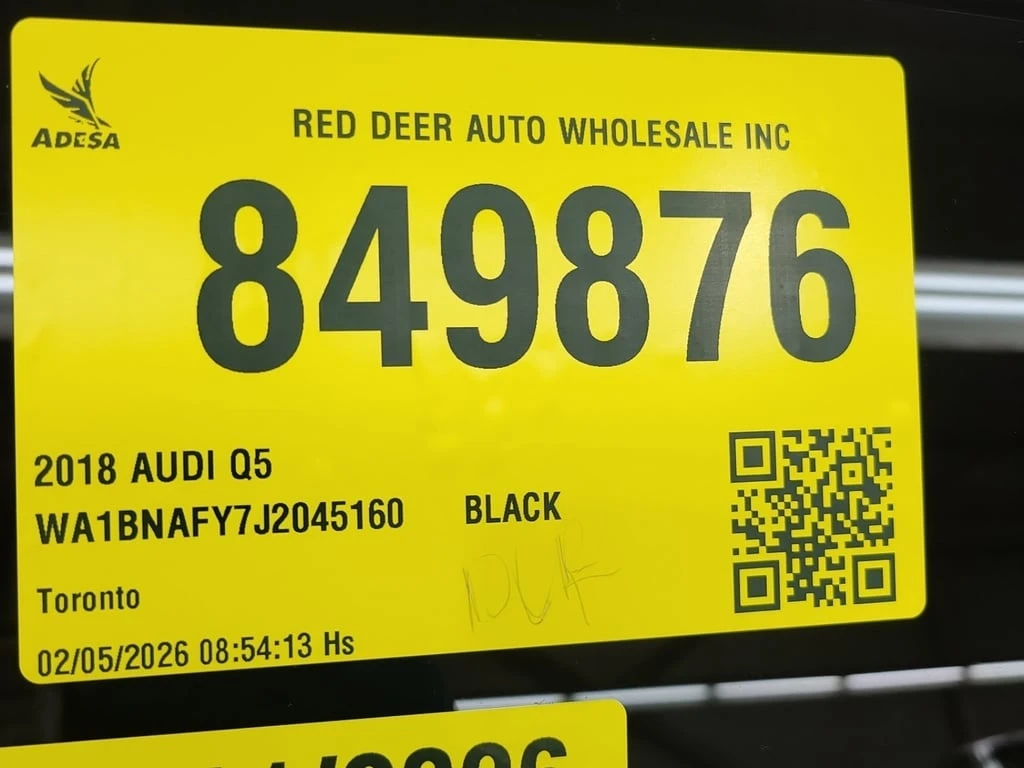 ADESA
RED DEER AUTO WHOLESALE INC
849876
2018 AUDI Q5
WA1BNAFY7J2045160 BLACK
Toronto
02/05/2026 08:54:13 Hs